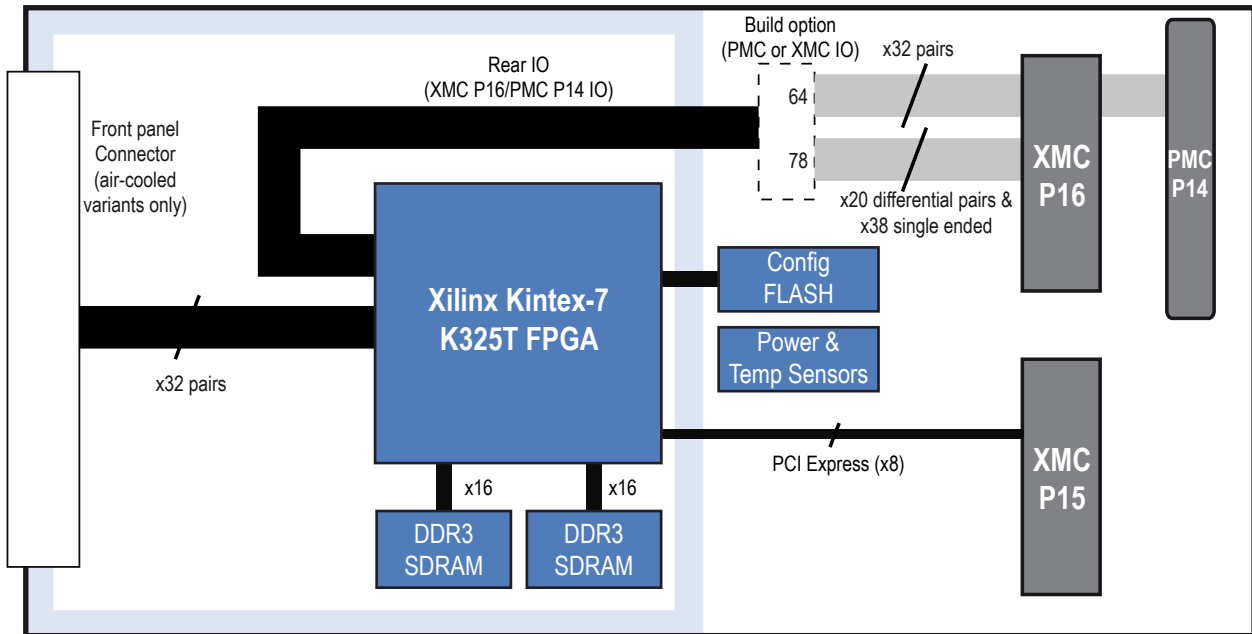 Build option
(PMC or XMC IO)
x32 pairs
Rear IO
(XMC P16/PMC P14 IO)
64
Front panel
Connector
(air-cooled
variants only)
78
XMC
P16
PMC
P14
x20 differential pairs &
x38 single ended
Config
FLASH
Xilinx Kintex-7
K325T FPGA
Power &
Temp Sensors
x32 pairs
PCI Express (x8)
XMC
P15
x16
x16
DDR3
SDRAM
DDR3
SDRAM